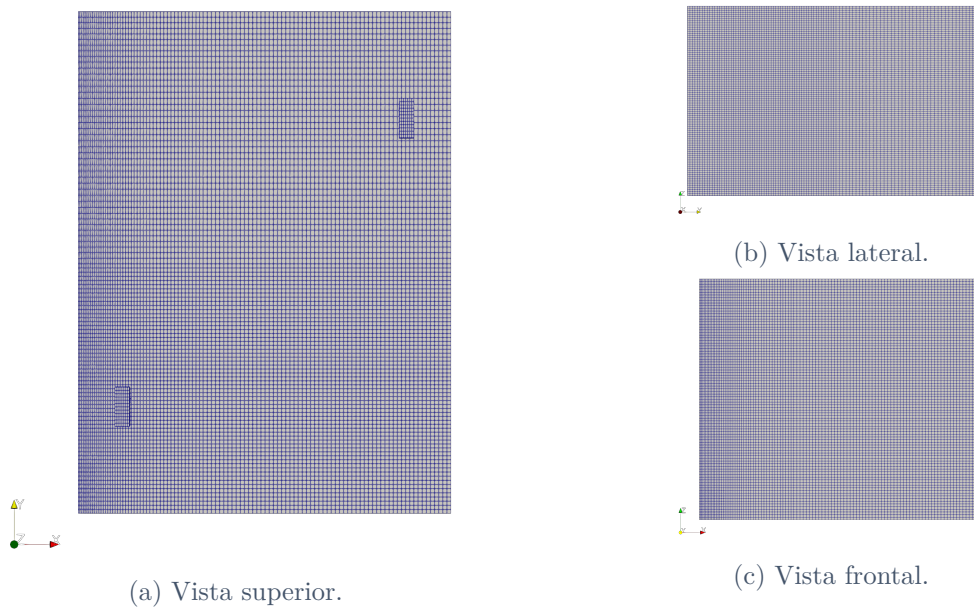 Y
Z
X
(a) Vista superior.
Z
X
Y
(b) Vista lateral.
Z
Y
X
(c) Vista frontal.